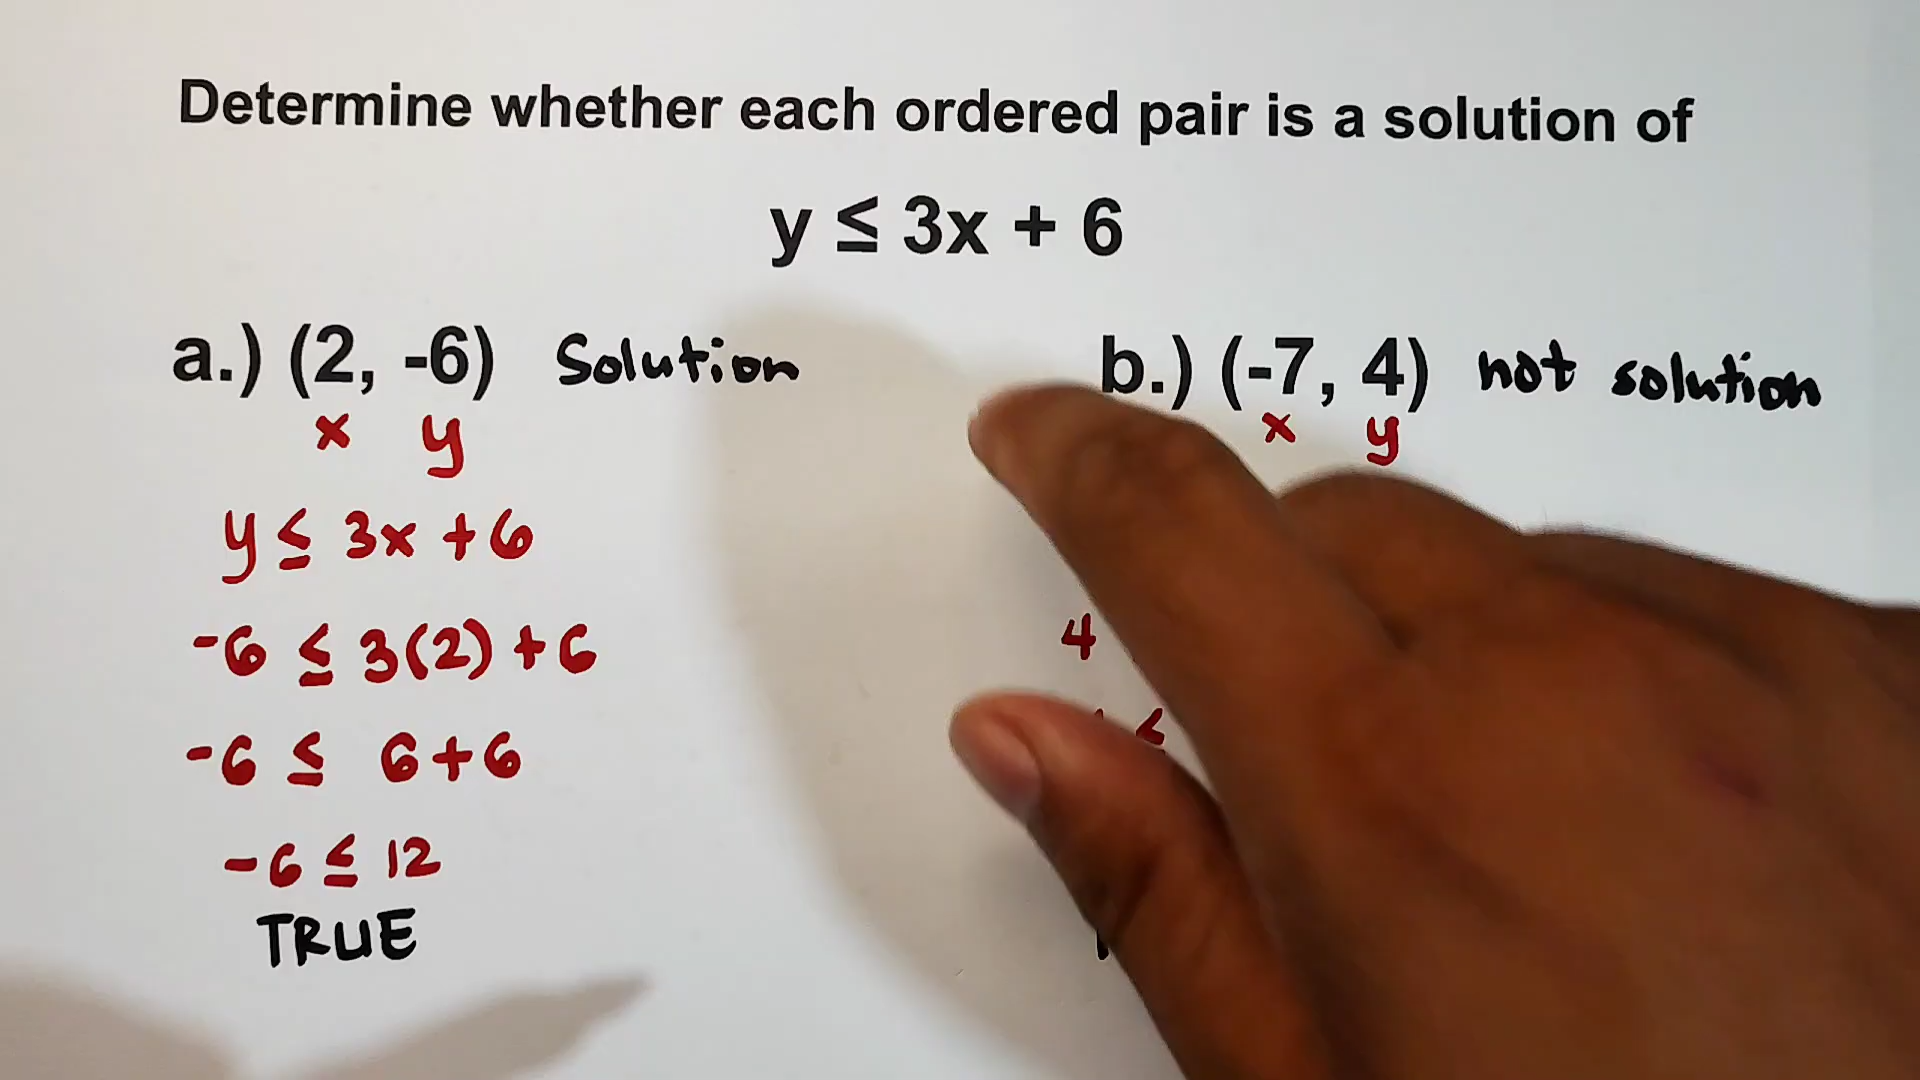 Determine whether each ordered pair is a solution of
y ≤ 3x + 6
a.) (2, -6) Solution
x y
y ≤ 3x + 6
-6 ≤ 3(2) + 6
-6 ≤ 6 + 6
-6 ≤ 12
TRUE
b.) (-7, 4) not solution
x y
4
≤